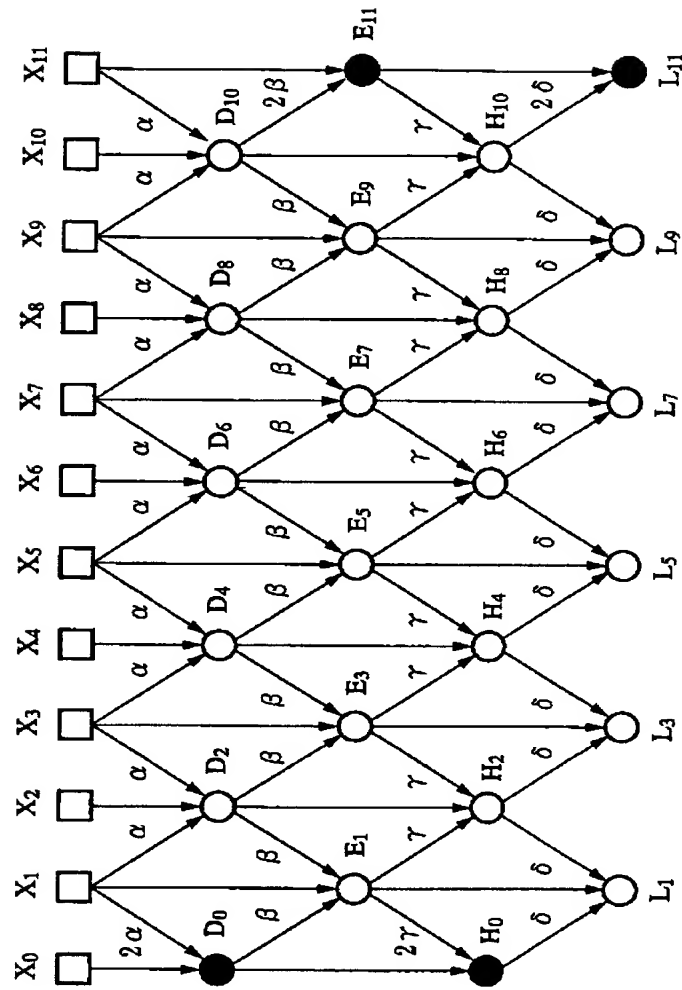 X₀ X₁ X₂ X₃ X₄ X₅ X₆ X₇ X₈ X₉ X₁₀ X₁₁
2α α α α α α α α α α α
D₀ D₂ D₄ D₆ D₈ D₁₀
β β β β β β β β β β 2β
E₁ E₃ E₅ E₇ E₉ E₁₁
2γ γ γ γ γ γ γ γ γ γ γ
H₀ H₂ H₄ H₆ H₈ H₁₀
δ δ δ δ δ δ δ δ δ δ 2δ
L₁ L₃ L₅ L₇ L₉ L₁₁